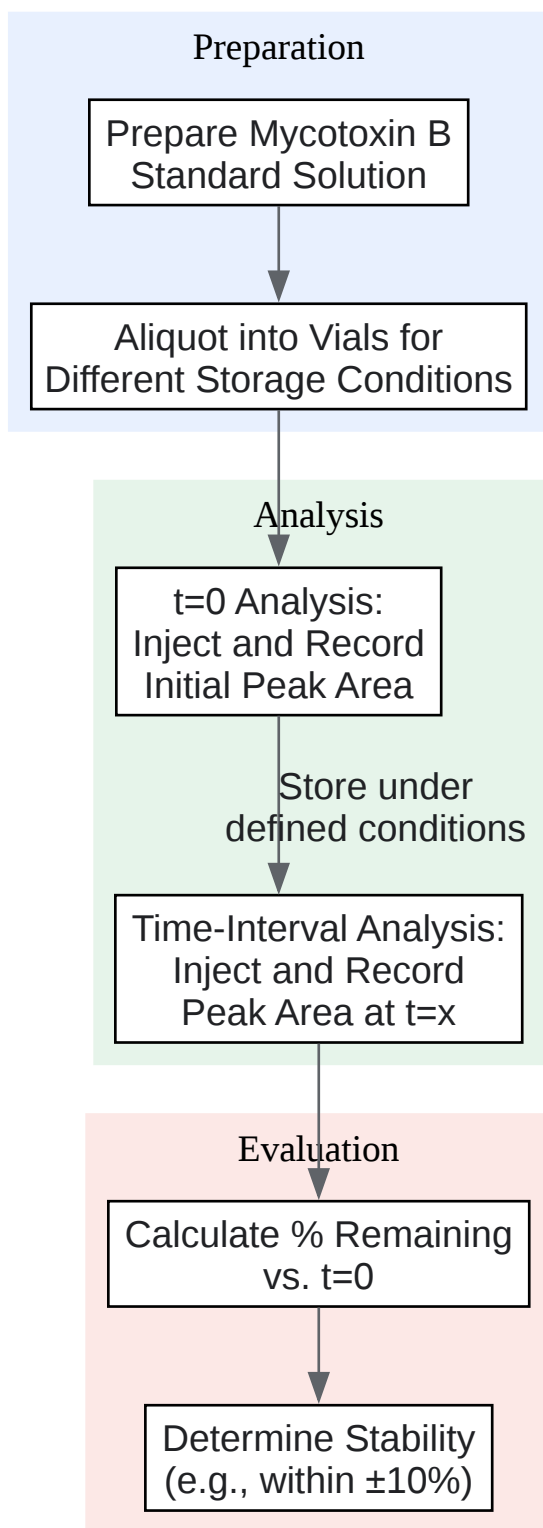 Preparation
Prepare Mycotoxin B
Standard Solution
Aliquot into Vials for
Different Storage Conditions
Analysis
t=0 Analysis:
Inject and Record
Initial Peak Area
Store under
defined conditions
Time-Interval Analysis:
Inject and Record
Peak Area at t=x
Evaluation
Calculate % Remaining
vs. t=0
Determine Stability
(e.g., within ±10%)